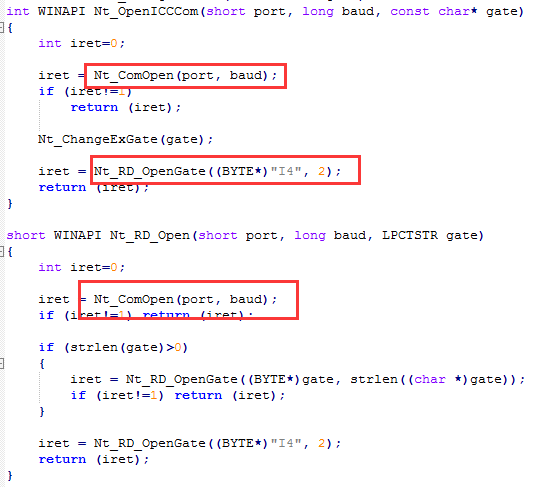 int WINAPI Nt_OpenICCCom(short port, long baud, const char* gate)
{
int iret=0;
iret = Nt_ComOpen(port, baud);
if (iret!=1)
return (iret);
Nt_ChangeExGate(gate);
iret = Nt_RD_OpenGate((BYTE*)"I4", 2);
return (iret);
}
short WINAPI Nt_RD_Open(short port, long baud, LPCTSTR gate)
{
int iret=0;
iret = Nt_ComOpen(port, baud);
if (iret!=1) return (iret);
if (strlen(gate)>0)
{
iret = Nt_RD_OpenGate((BYTE*)gate, strlen((char *)gate));
if (iret!=1) return (iret);
}
iret = Nt_RD_OpenGate((BYTE*)"I4", 2);
return (iret);
}